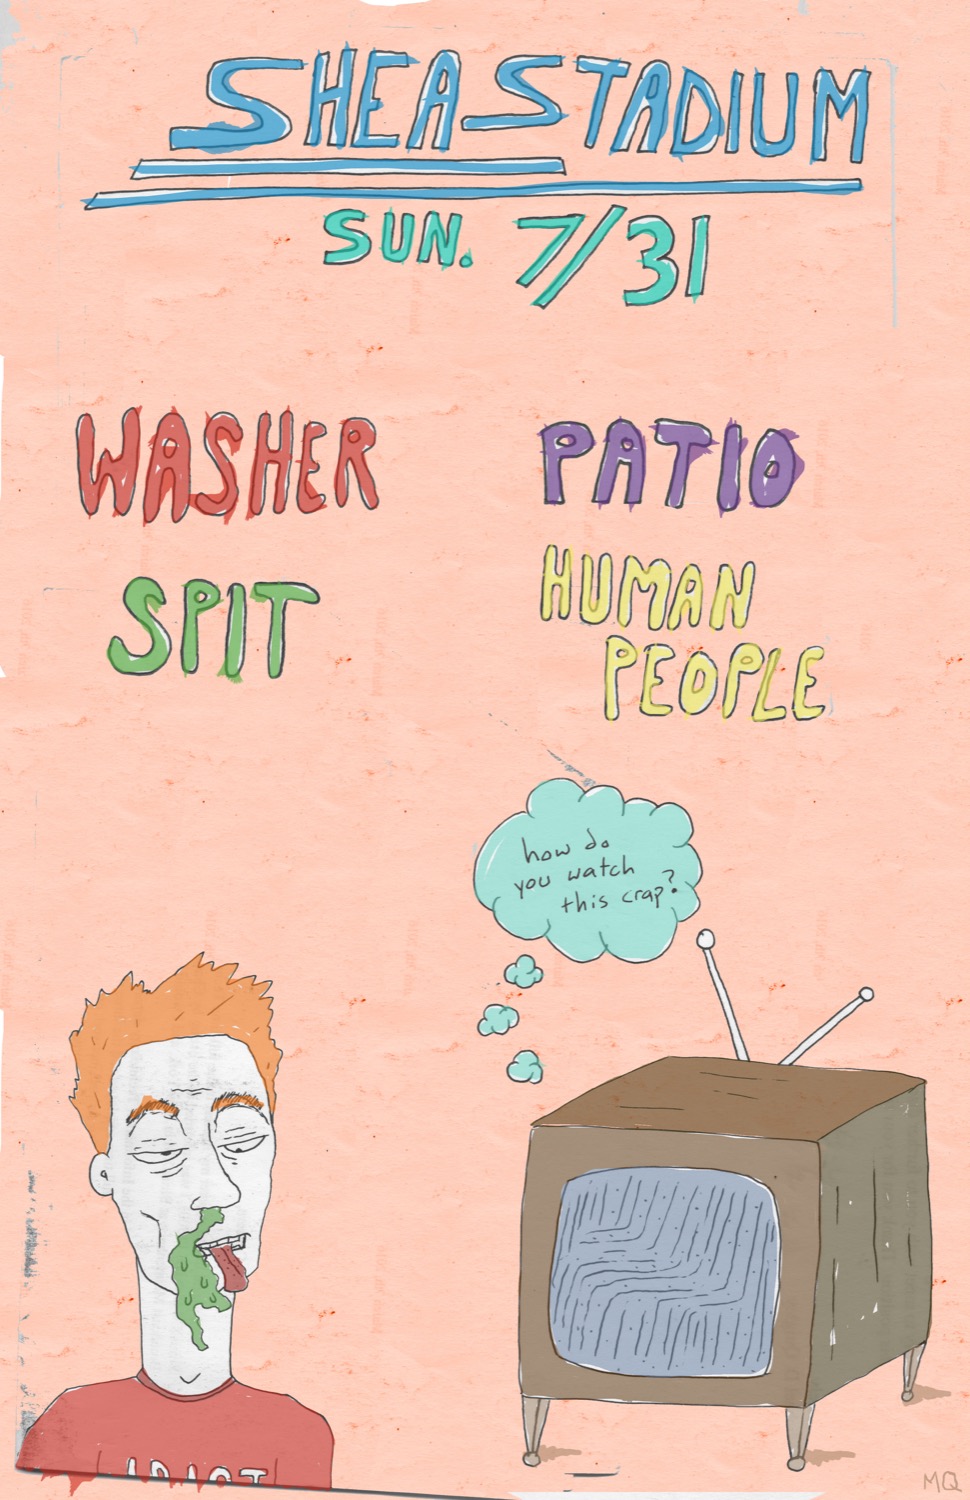 SHEA STADIUM
SUN. 7/31
WASHER
PATIO
SPIT
HUMAN
PEOPLE
how do
you watch
this crap?
IDIOT
MQ